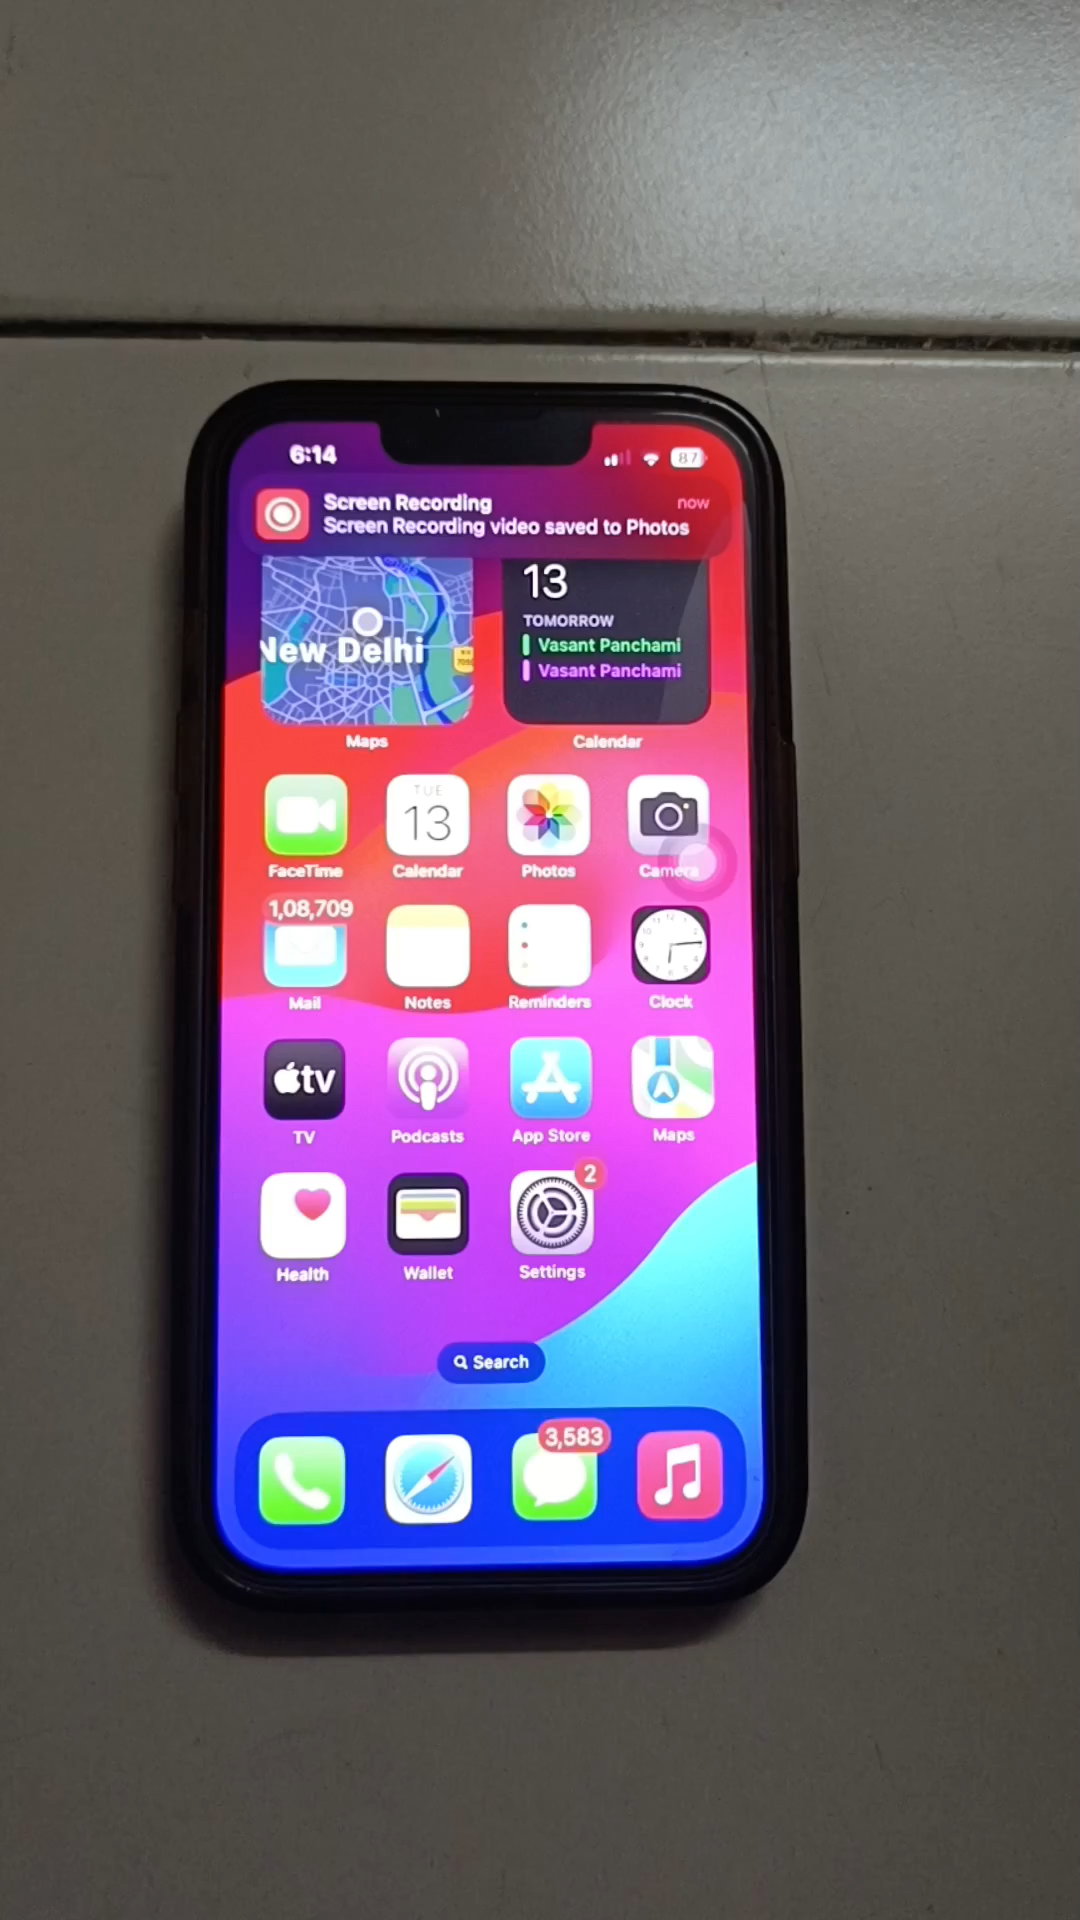 6:14
87
Screen Recording
now
Screen Recording video saved to Photos
New Delhi
13
TOMORROW
Vasant Panchami
Vasant Panchami
Maps
Calendar
TUE
13
FaceTime
Calendar
Photos
Camera
1,08,709
Mail
Notes
Reminders
Clock
tv
TV
Podcasts
App Store
Maps
2
Health
Wallet
Settings
Search
3,583